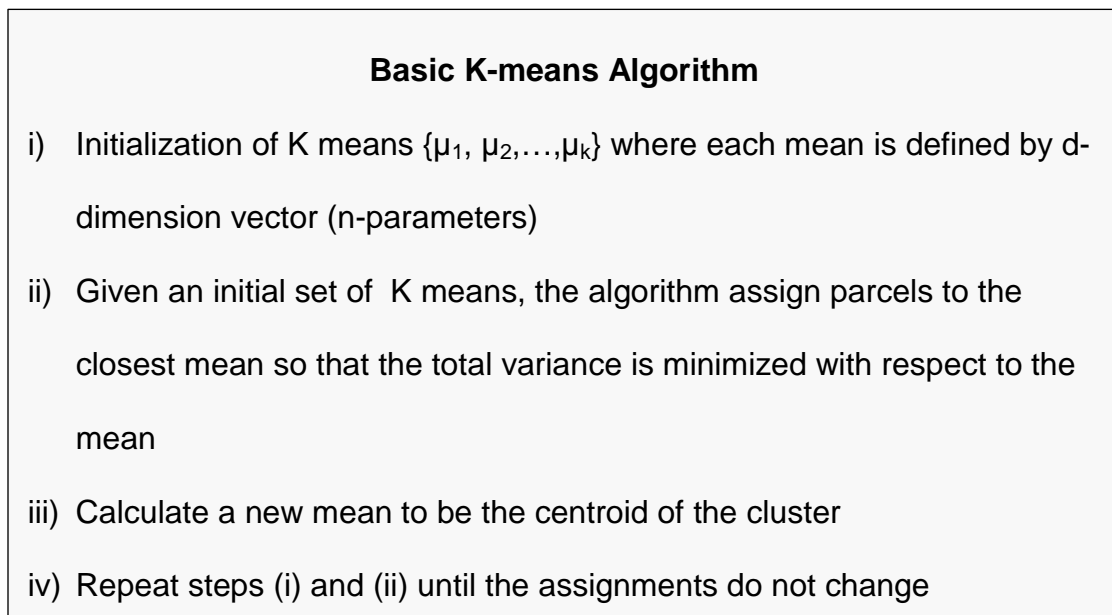 Basic K-means Algorithm
i) Initialization of K means {μ₁, μ₂,…,μₖ} where each mean is defined by d-
dimension vector (n-parameters)
ii) Given an initial set of K means, the algorithm assign parcels to the
closest mean so that the total variance is minimized with respect to the
mean
iii) Calculate a new mean to be the centroid of the cluster
iv) Repeat steps (i) and (ii) until the assignments do not change